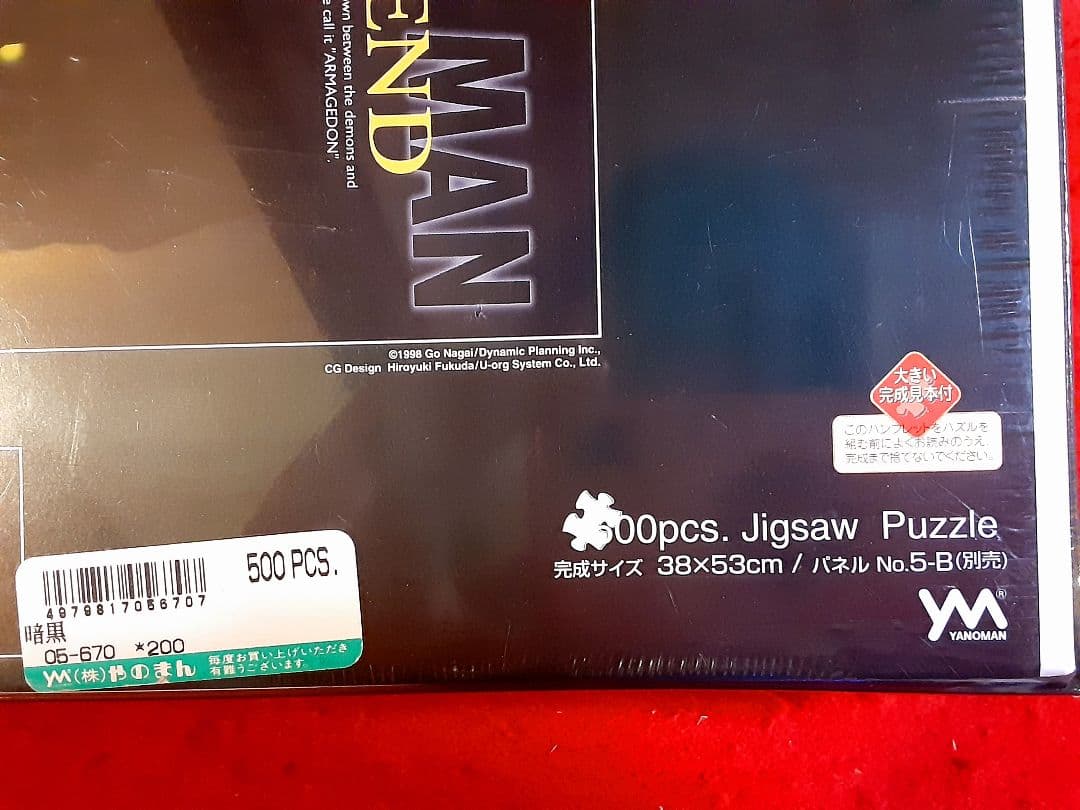 END
MAN
wn between the demons and
e call it "ARMAGEDON".
©1998 Go Nagai/Dynamic Planning Inc.,
CG Design Hiroyuki Fukuda/U-org System Co., Ltd.
大きい
完成見本付
このパンフレットをパズルを
組む前によくお読みのうえ、
完成まで捨てないでください。
500pcs. Jigsaw Puzzle
完成サイズ 38×53cm / パネル No.5-B(別売)
YM®
YANOMAN
500 PCS.
4979817056707
暗黒
05-670 *200
YM(株)やのまん 毎度お買い上げいただき
有難うございます。